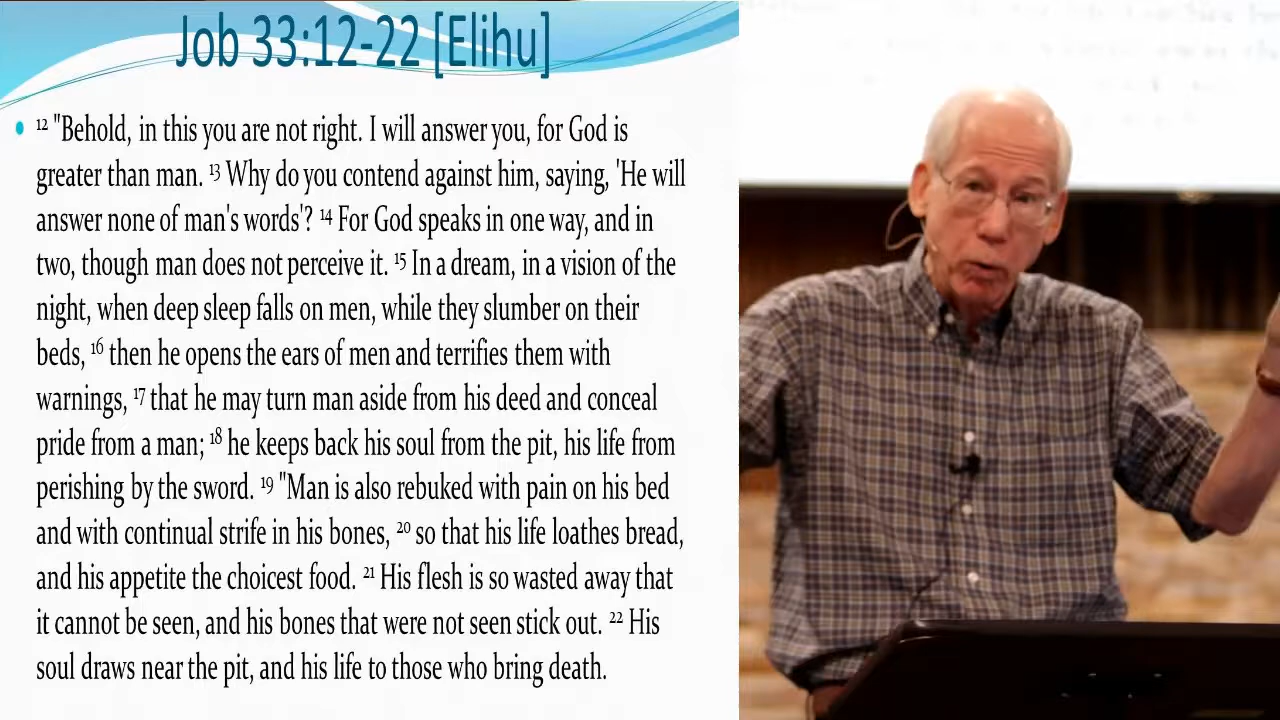 Job 33:12-22 [Elihu]
• ¹² "Behold, in this you are not right. I will answer you, for God is
greater than man. ¹³ Why do you contend against him, saying, 'He will
answer none of man's words'? ¹⁴ For God speaks in one way, and in
two, though man does not perceive it. ¹⁵ In a dream, in a vision of the
night, when deep sleep falls on men, while they slumber on their
beds, ¹⁶ then he opens the ears of men and terrifies them with
warnings, ¹⁷ that he may turn man aside from his deed and conceal
pride from a man; ¹⁸ he keeps back his soul from the pit, his life from
perishing by the sword. ¹⁹ "Man is also rebuked with pain on his bed
and with continual strife in his bones, ²⁰ so that his life loathes bread,
and his appetite the choicest food. ²¹ His flesh is so wasted away that
it cannot be seen, and his bones that were not seen stick out. ²² His
soul draws near the pit, and his life to those who bring death.